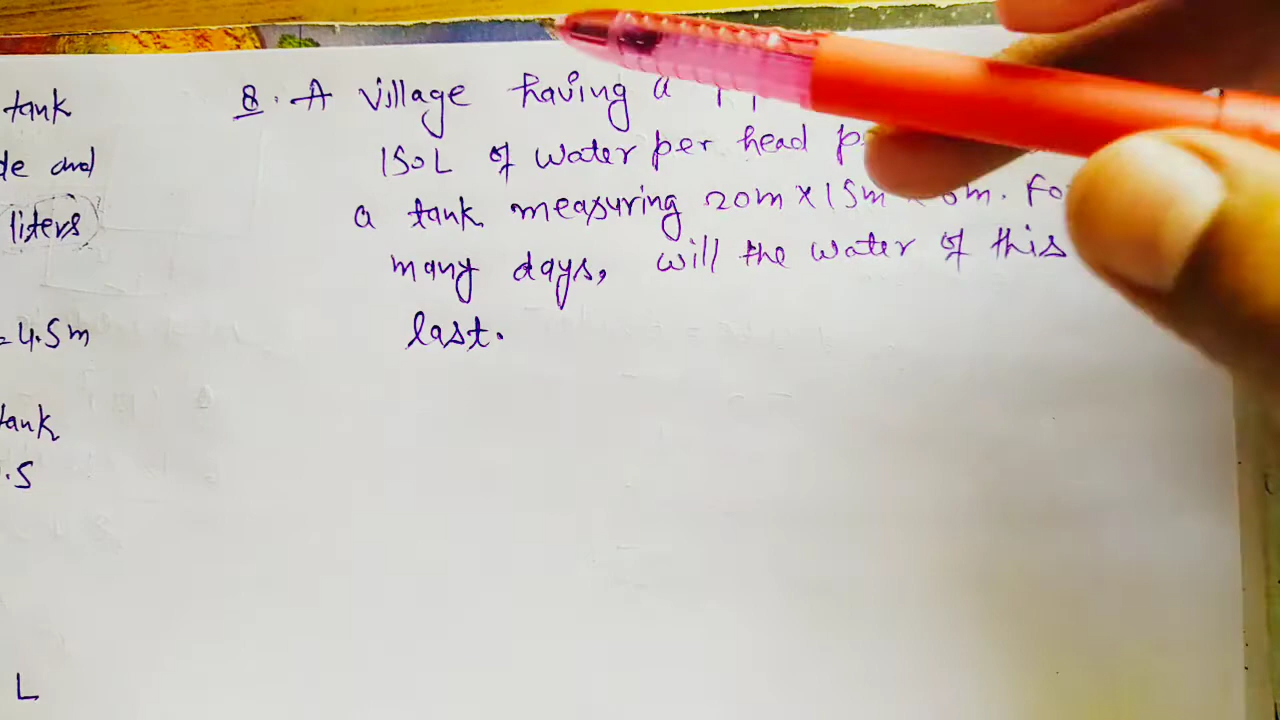 tank
de and
liters
= 4.5m
tank
.5
L
8. A village having a
150L of water per head
a tank measuring 20m x 15m x 6m. Fo
many days, will the water of this
last.